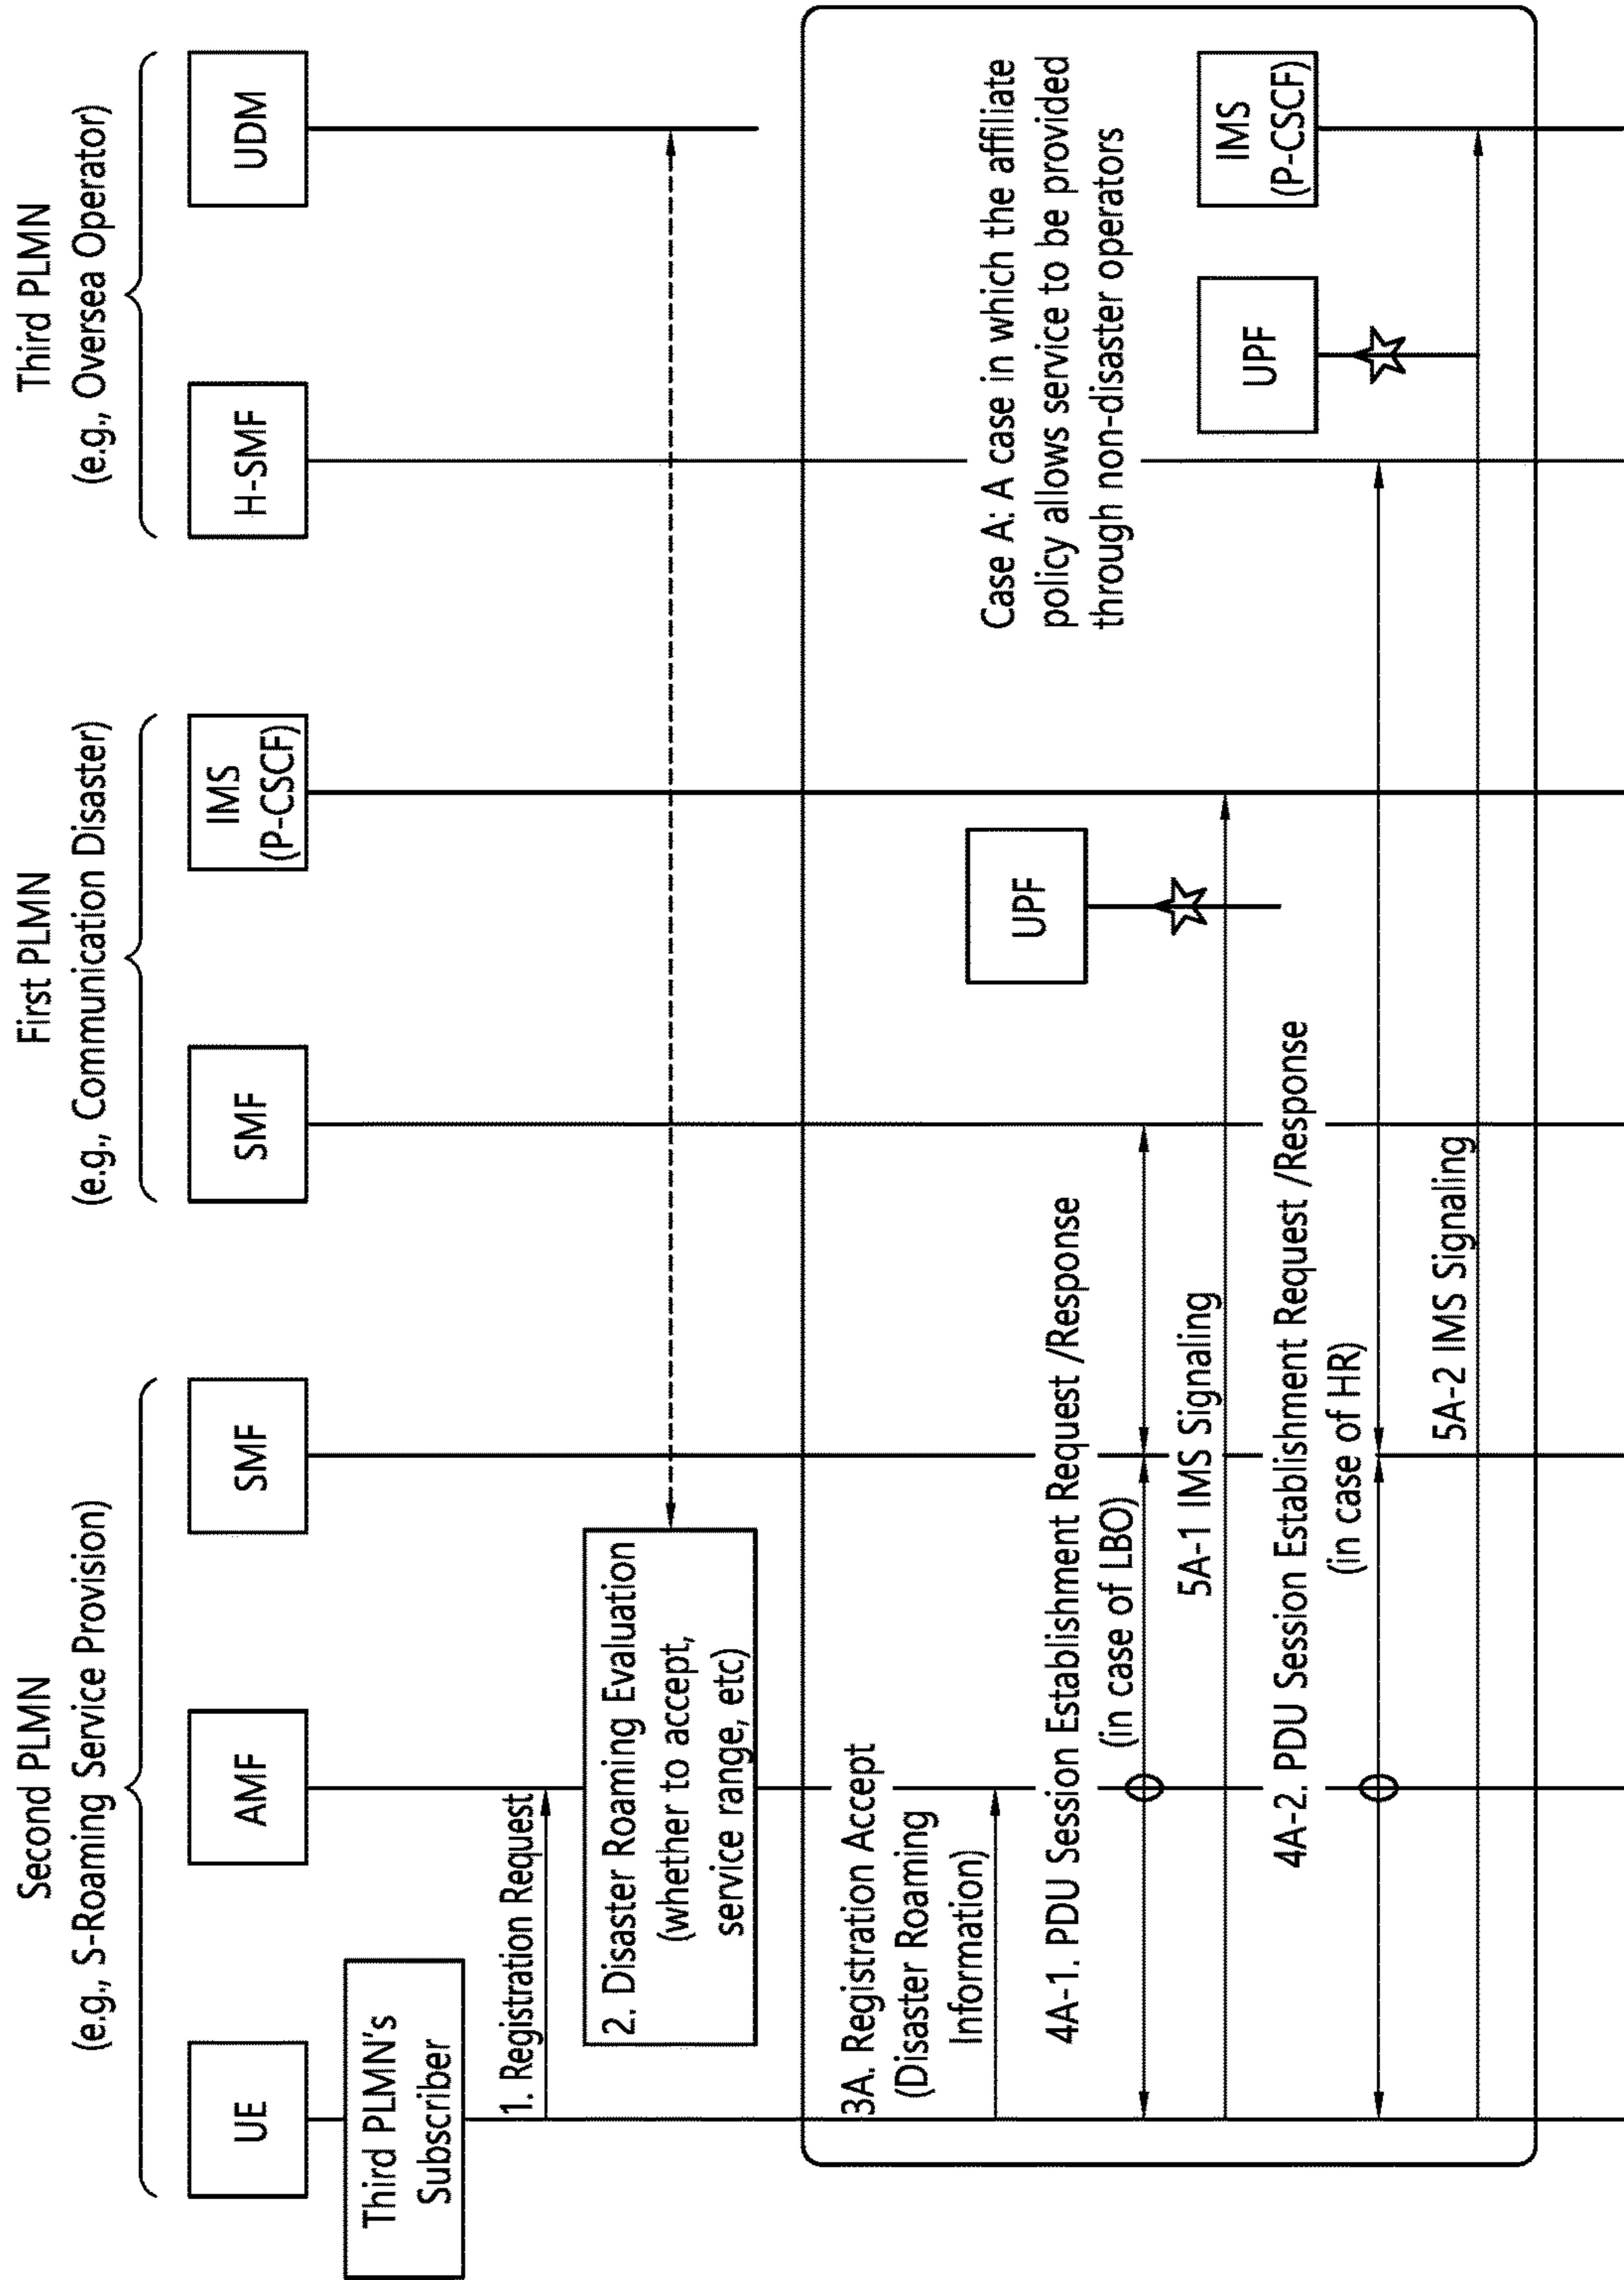 Second PLMN
(e.g., S-Roaming Service Provision)
First PLMN
(e.g., Communication Disaster)
Third PLMN
(e.g., Oversea Operator)
UE
AMF
SMF
SMF
IMS
(P-CSCF)
H-SMF
UDM
Third PLMN's
Subscriber
1. Registration Request
2. Disaster Roaming Evaluation
(whether to accept,
service range, etc)
3A. Registration Accept
(Disaster Roaming
Information)
Case A: A case in which the affiliate
policy allows service to be provided
through non-disaster operators
UPF
4A-1. PDU Session Establishment Request /Response
(in case of LBO)
5A-1 IMS Signaling
UPF
IMS
(P-CSCF)
4A-2. PDU Session Establishment Request /Response
(in case of HR)
5A-2 IMS Signaling